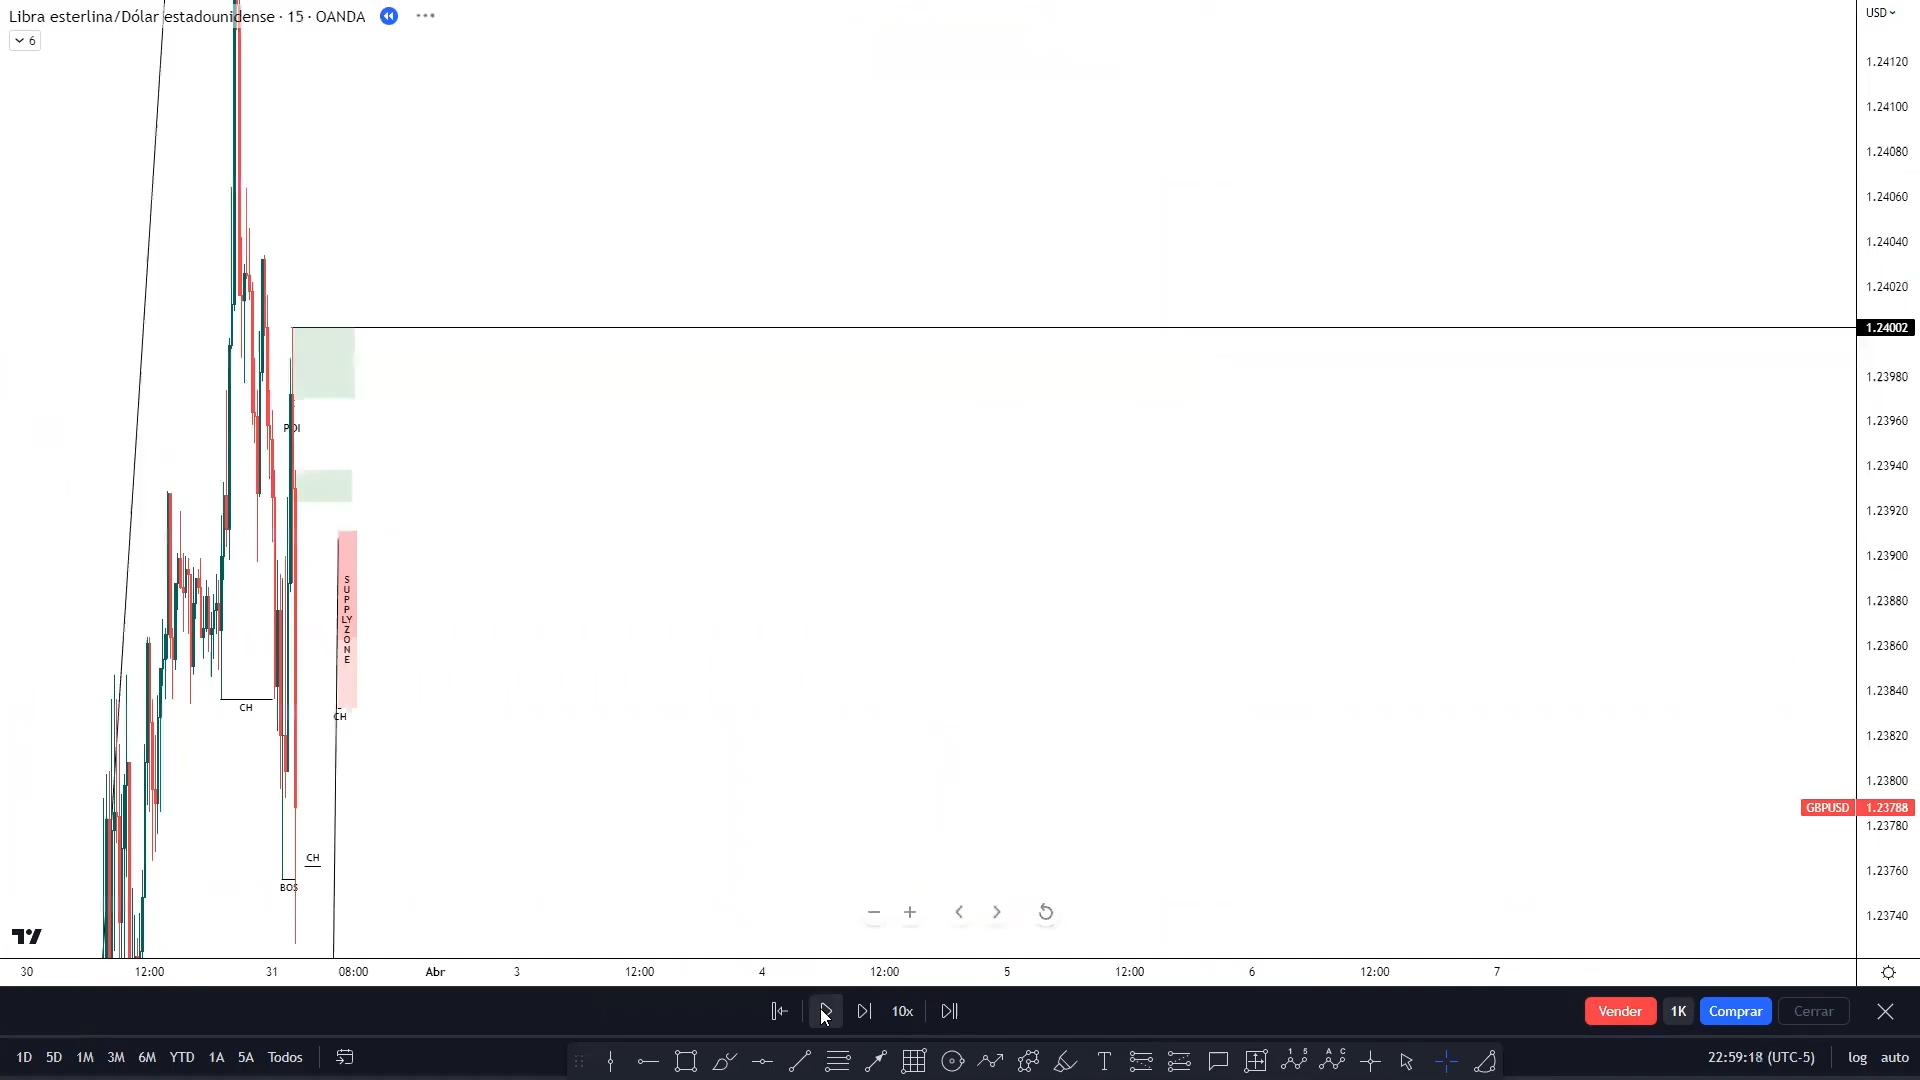 Libra esterlina/Dólar estadounidense · 15 · OANDA
USD
6
1.24120
1.24100
1.24080
1.24060
1.24040
1.24020
1.24002
1.23980
POI
1.23960
1.23940
1.23920
1.23900
SUPPLYZONE
1.23880
1.23860
1.23840
CH
CH
1.23820
1.23800
GBPUSD 1.23788
1.23780
CH
1.23760
BOS
1.23740
30 12:00 31 08:00 Abr 3 12:00 4 12:00 5 12:00 6 12:00 7
10x
Vender 1K Comprar Cerrar
1D 5D 1M 3M 6M YTD 1A 5A Todos
22:59:18 (UTC-5) log auto